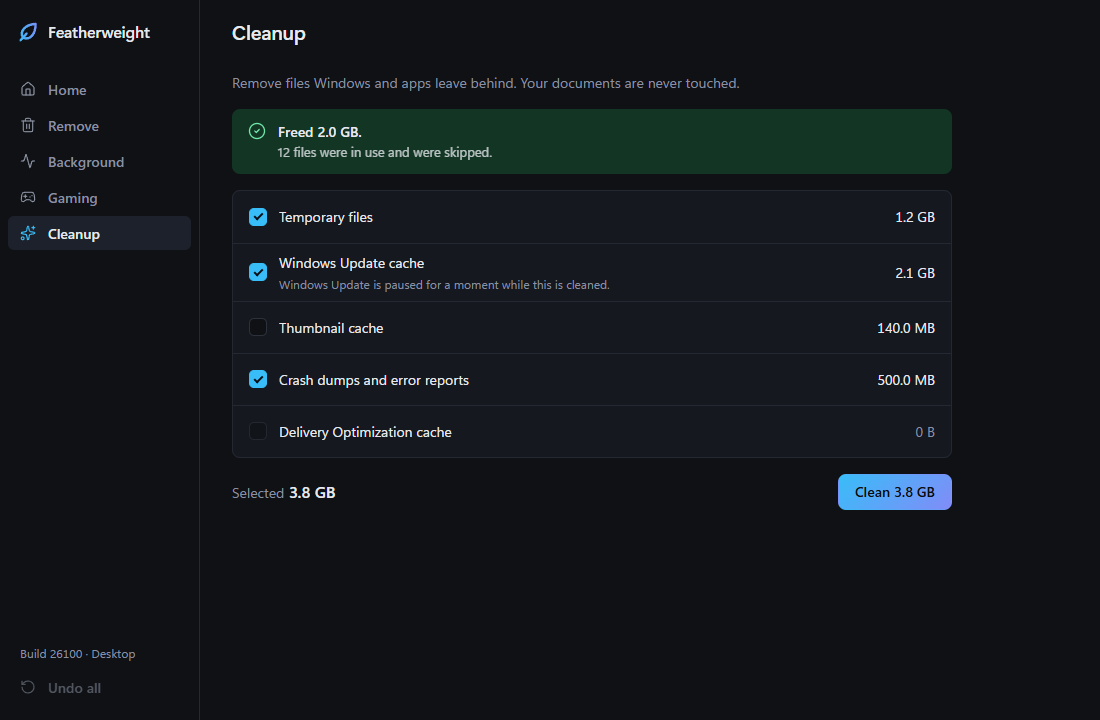 Featherweight
Home
Remove
Background
Gaming
Cleanup
Build 26100 · Desktop
Undo all
Cleanup
Remove files Windows and apps leave behind. Your documents are never touched.
Freed 2.0 GB.
12 files were in use and were skipped.
Temporary files 1.2 GB
Windows Update cache 2.1 GB
Windows Update is paused for a moment while this is cleaned.
Thumbnail cache 140.0 MB
Crash dumps and error reports 500.0 MB
Delivery Optimization cache 0 B
Selected 3.8 GB
Clean 3.8 GB